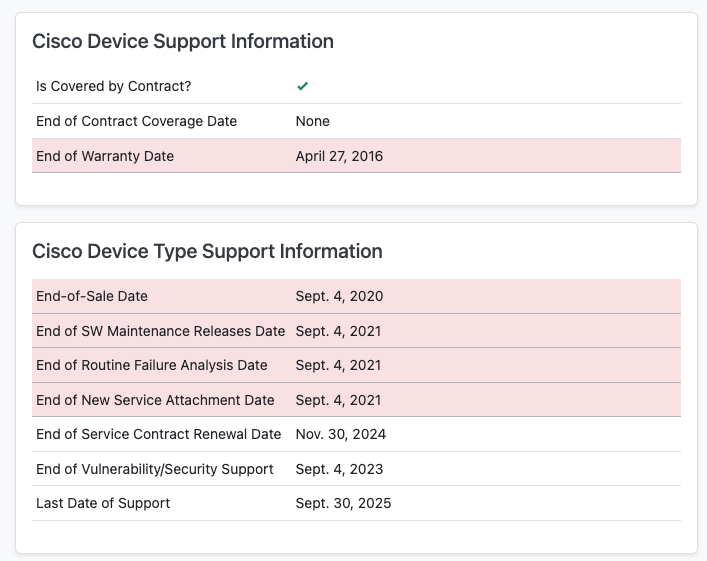 Cisco Device Support Information
Is Covered by Contract? ✓
End of Contract Coverage Date None
End of Warranty Date April 27, 2016
Cisco Device Type Support Information
End-of-Sale Date Sept. 4, 2020
End of SW Maintenance Releases Date Sept. 4, 2021
End of Routine Failure Analysis Date Sept. 4, 2021
End of New Service Attachment Date Sept. 4, 2021
End of Service Contract Renewal Date Nov. 30, 2024
End of Vulnerability/Security Support Sept. 4, 2023
Last Date of Support Sept. 30, 2025